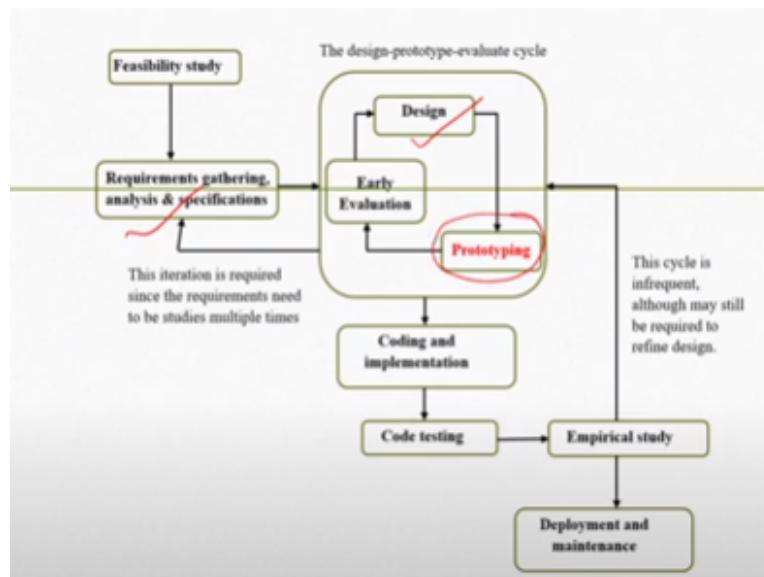 The design-prototype-evaluate cycle
Feasibility study
Design
Requirements gathering,
analysis & specifications
Early
Evaluation
Prototyping
This iteration is required
since the requirements need
to be studies multiple times
This cycle is
infrequent,
although may still
be required to
refine design.
Coding and
implementation
Code testing
Empirical study
Deployment and
maintenance